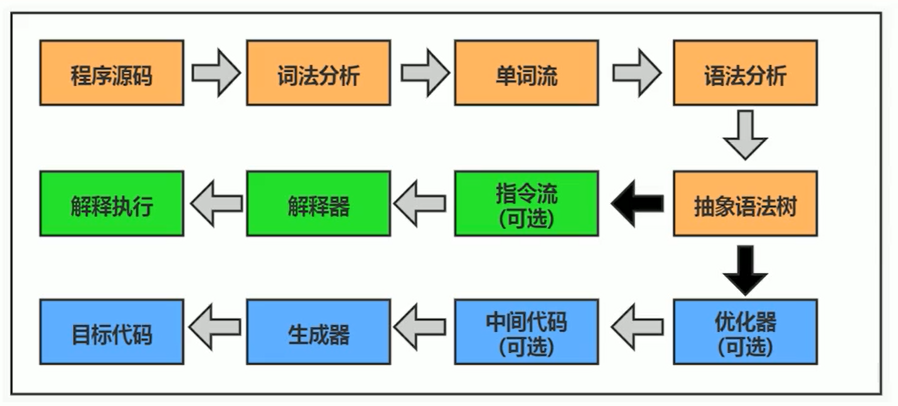 程序源码
词法分析
单词流
语法分析
解释执行
解释器
指令流
(可选)
抽象语法树
目标代码
生成器
中间代码
(可选)
优化器
(可选)